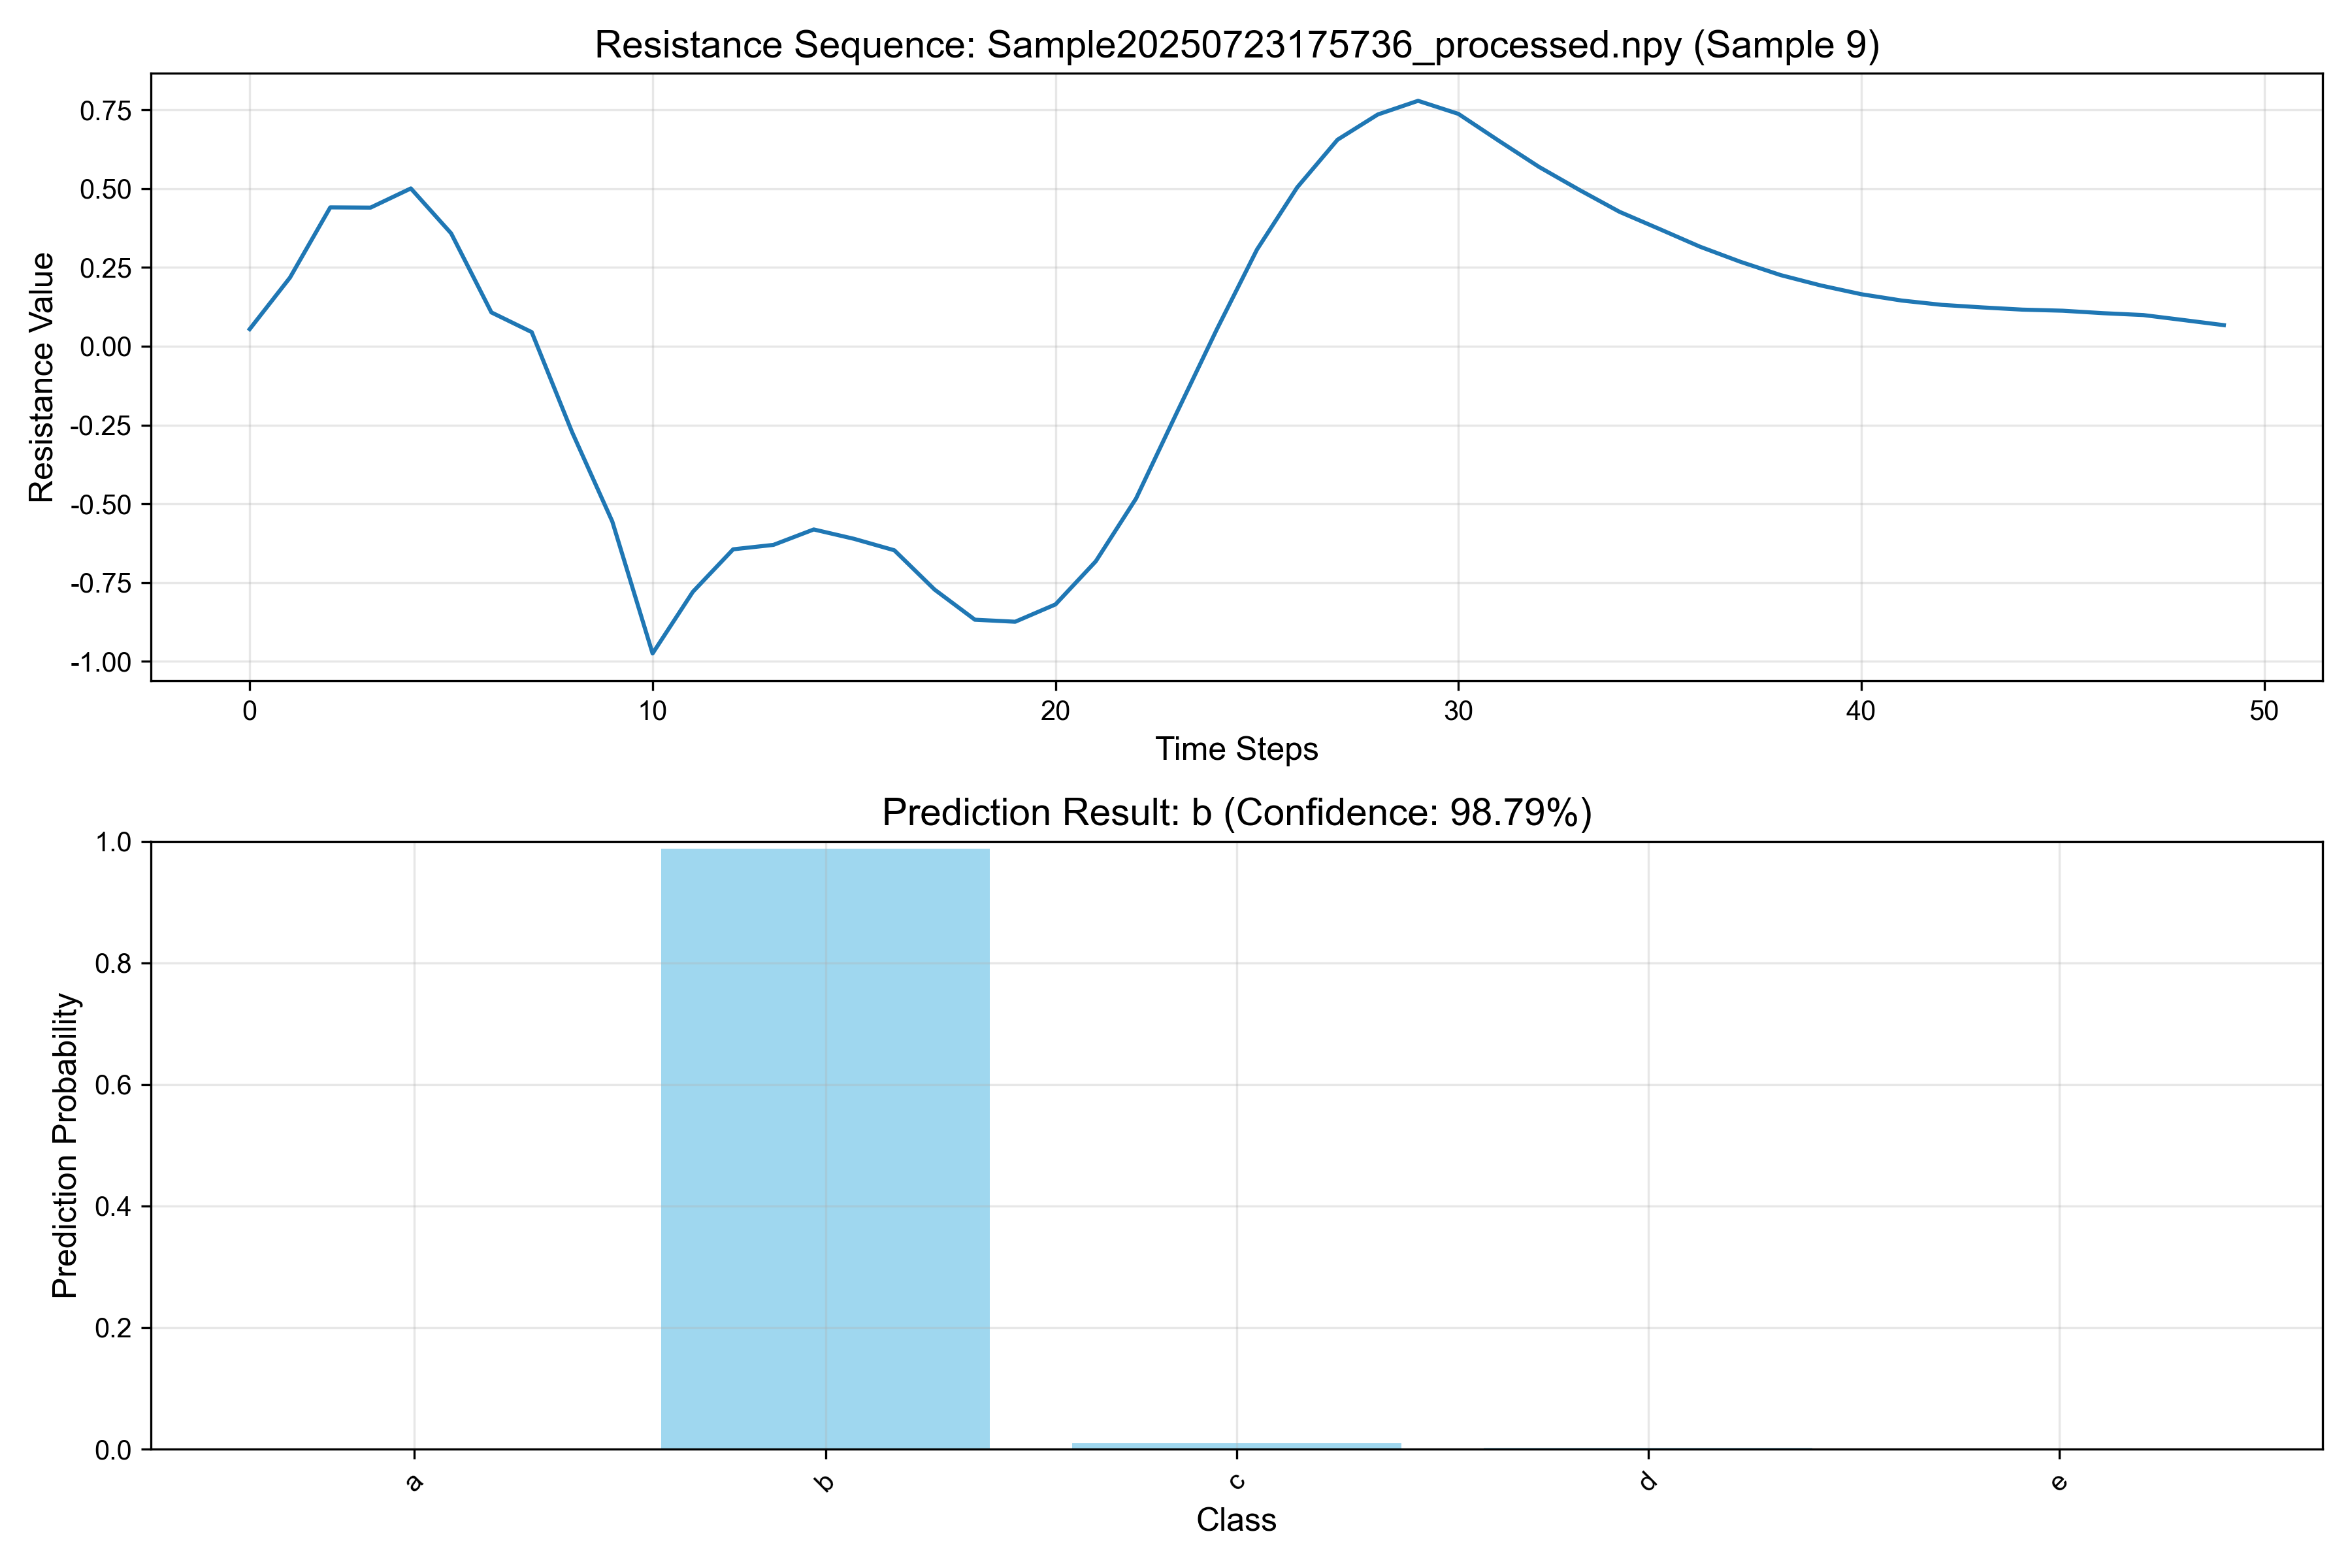 Resistance Sequence: Sample20250723175736_processed.npy (Sample 9)
Resistance Value
0.75
0.50
0.25
0.00
-0.25
-0.50
-0.75
-1.00
0 10 20 30 40 50
Time Steps
Prediction Result: b (Confidence: 98.79%)
Prediction Probability
1.0
0.8
0.6
0.4
0.2
0.0
a b c d e
Class